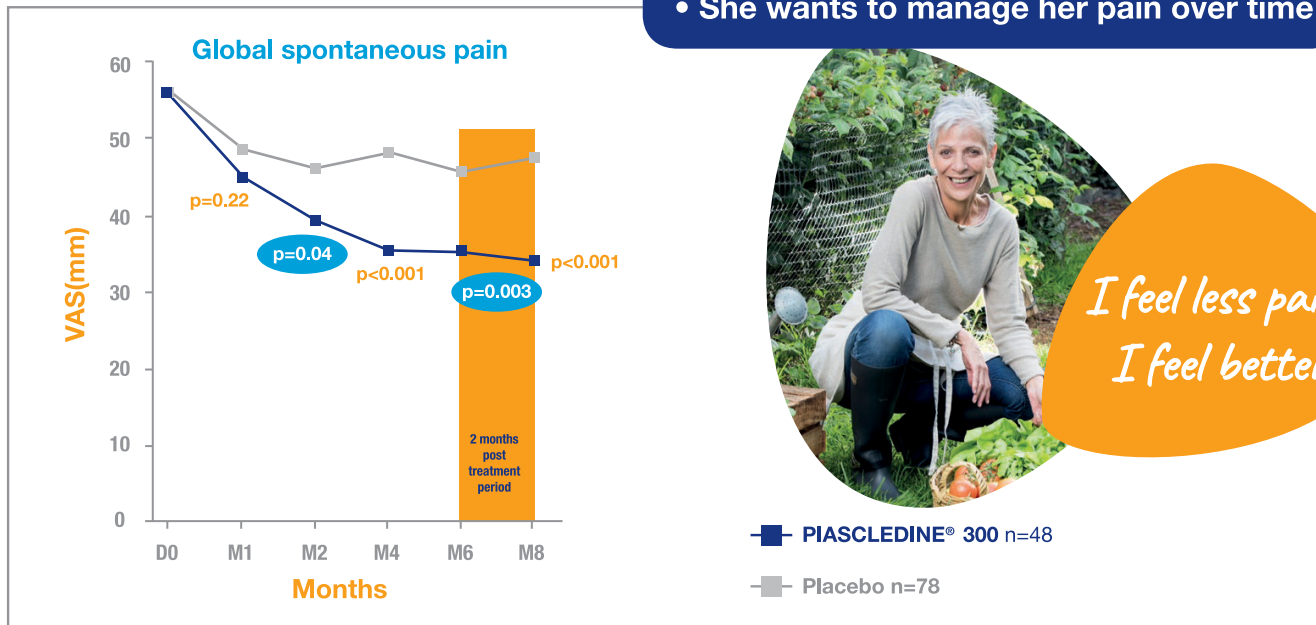 • She wants to manage her pain over time
Global spontaneous pain
60
50
40
30
20
10
0
VAS(mm)
p=0.22
p=0.04
p<0.001
p=0.003
p<0.001
2 months
post
treatment
period
D0 M1 M2 M4 M6 M8
Months
I feel less
I feel better
PIASCLEDINE® 300 n=48
Placebo n=78